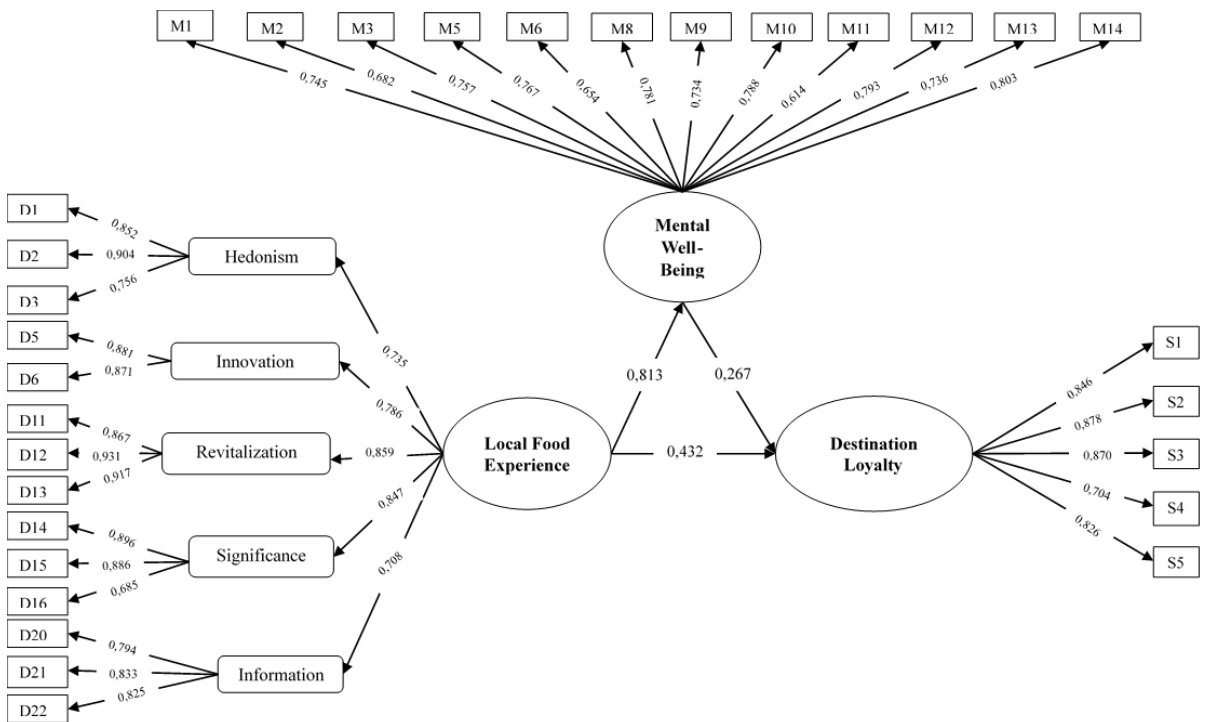 M1
M2
M3
M5
M6
M8
M9
M10
M11
M12
M13
M14
0,745
0,682
0,757
0,767
0,654
0,781
0,734
0,788
0,614
0,793
0,736
0,803
Mental
Well-
Being
D1
D2
D3
0,852
0,904
0,756
Hedonism
D5
D6
0,881
0,871
Innovation
D11
D12
D13
0,867
0,931
0,917
Revitalization
D14
D15
D16
0,896
0,886
0,685
Significance
D20
D21
D22
0,794
0,833
0,825
Information
0,735
0,786
0,859
0,847
0,708
Local Food
Experience
0,813
0,267
0,432
Destination
Loyalty
0,846
0,878
0,870
0,704
0,826
S1
S2
S3
S4
S5